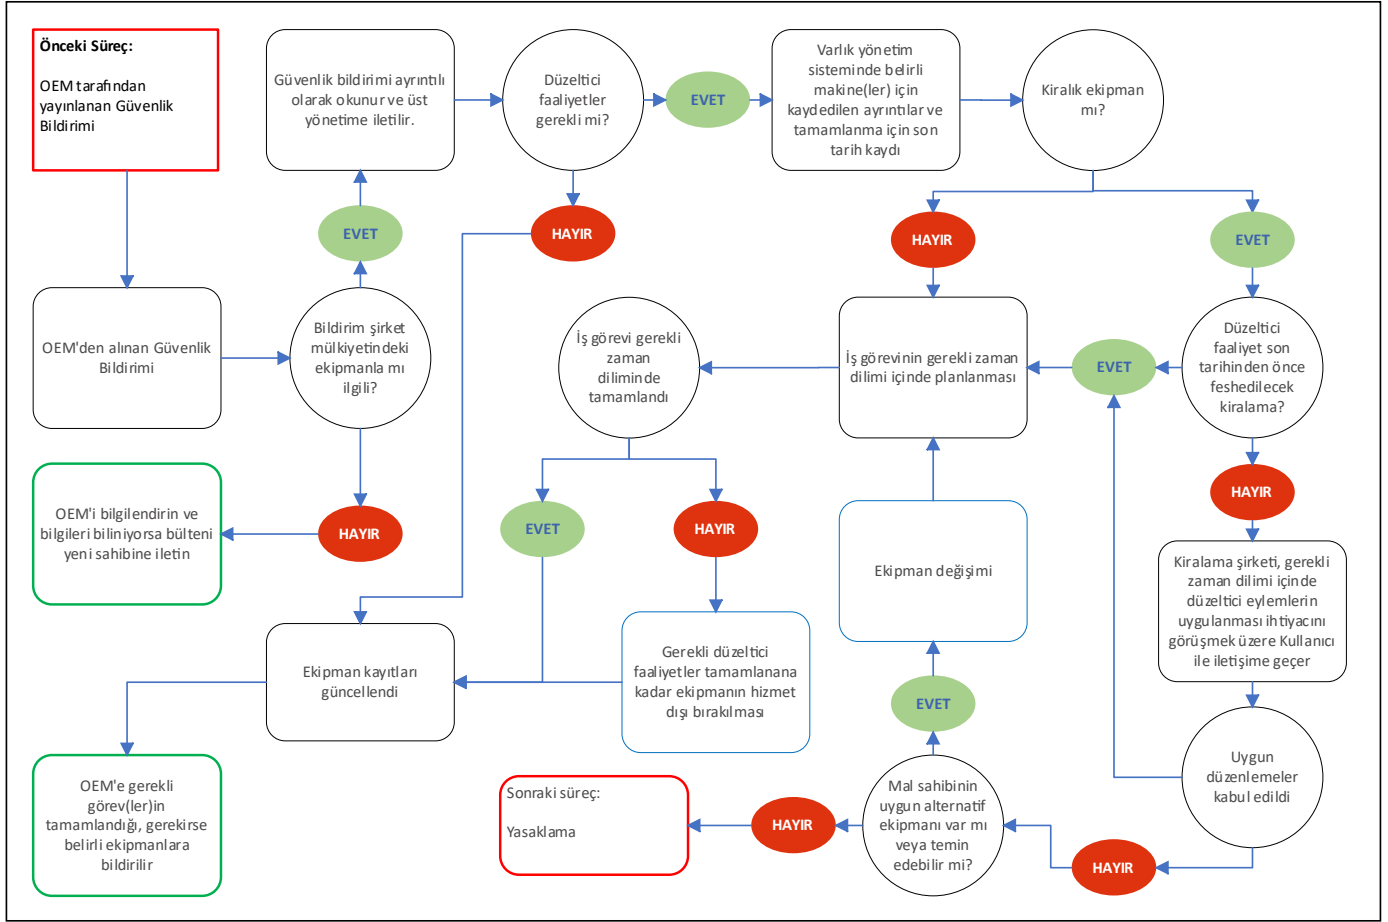 Önceki Süreç:
OEM tarafından
yayınlanan Güvenlik
Bildirimi
Güvenlik bildirimi ayrıntılı
olarak okunur ve üst
yönetime iletilir.
Düzeltici
faaliyetler
gerekli mi?
EVET
Varlık yönetim
sisteminde belirli
makine(ler) için
kaydedilen ayrıntılar ve
tamamlanma için son
tarih kaydı
Kiralık ekipman
mı?
EVET
HAYIR
HAYIR
EVET
OEM'den alınan Güvenlik
Bildirimi
Bildirim şirket
mülkiyetindeki
ekipmanla mı
ilgili?
İş görevi gerekli
zaman
diliminde
tamamlandı
İş görevinin gerekli zaman
dilimi içinde planlanması
EVET
Düzeltici
faaliyet son
tarihinden önce
feshedilecek
kiralama?
OEM'i bilgilendirin ve
bilgileri biliniyorsa bülteni
yeni sahibine iletin
HAYIR
EVET
HAYIR
HAYIR
Ekipman değişimi
Kiralama şirketi, gerekli
zaman dilimi içinde
düzeltici eylemlerin
uygulanması ihtiyacını
görüşmek üzere Kullanıcı
ile iletişime geçer
Ekipman kayıtları
güncellendi
Gerekli düzeltici
faaliyetler tamamlanana
kadar ekipmanın hizmet
dışı bırakılması
EVET
OEM'e gerekli
görev(ler)in
tamamlandığı, gerekirse
belirli ekipmanlara
bildirilir
Sonraki süreç:
Yasaklama
HAYIR
Mal sahibinin
uygun alternatif
ekipmanı var mı
veya temin
edebilir mi?
HAYIR
Uygun
düzenlemeler
kabul edildi